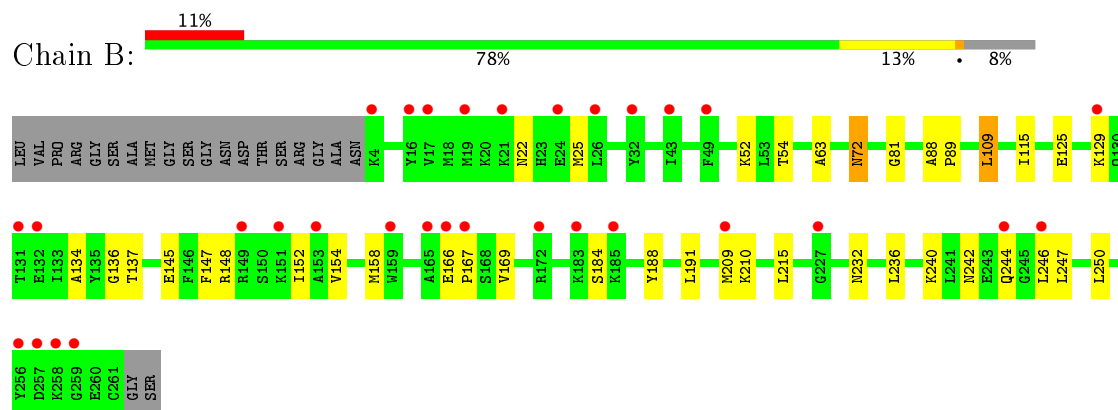 11%
Chain B:
78% 13% • 8%
LEU VAL PRO ARG GLY SER ALA MET GLY SER GLY ASN ASP THR SER ARG GLY ALA ASN K4 Y16 V17 M18 M19 K20 K21 N22 H23 E24 M25 L26 Y32 I43 F49 K52 L53 T54 A63 N72 G81 A88 P89 L109 I115 E125 K129 Q130
T131 E132 I133 A134 Y135 G136 T137 E145 F146 F147 R148 R149 S150 K151 I152 A153 V154 M158 W159 A165 E166 P167 S168 V169 R172 K183 S184 K185 Y188 L191 M209 K210 L215 G227 N232 L236 K240 L241 N242 E243 Q244 G245 L246 L247 L250
Y256 D257 K258 G259 E260 C261 GLY SER